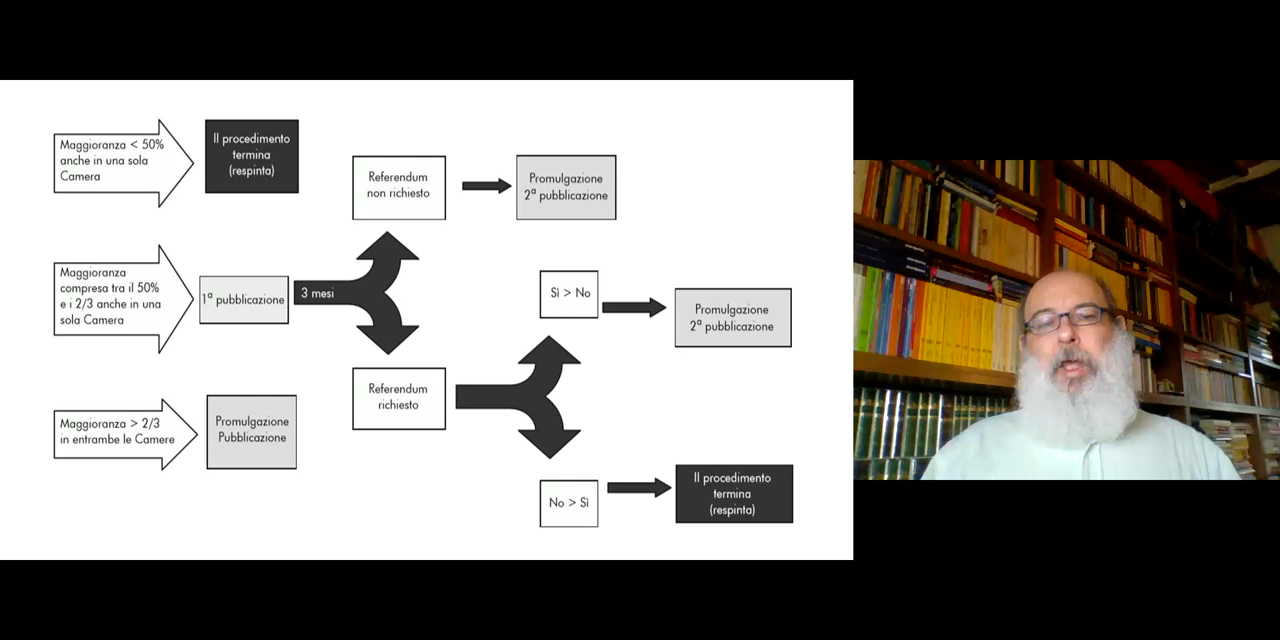 Maggioranza < 50%
anche in una sola
Camera
Il procedimento
termina
(respinta)
Referendum
non richiesto
Promulgazione
2ª pubblicazione
Maggioranza
compresa tra il 50%
e i 2/3 anche in una
sola Camera
1ª pubblicazione
3 mesi
Sì > No
Promulgazione
2ª pubblicazione
Referendum
richiesto
Maggioranza > 2/3
in entrambe le Camere
Promulgazione
Pubblicazione
No > Sì
Il procedimento
termina
(respinta)